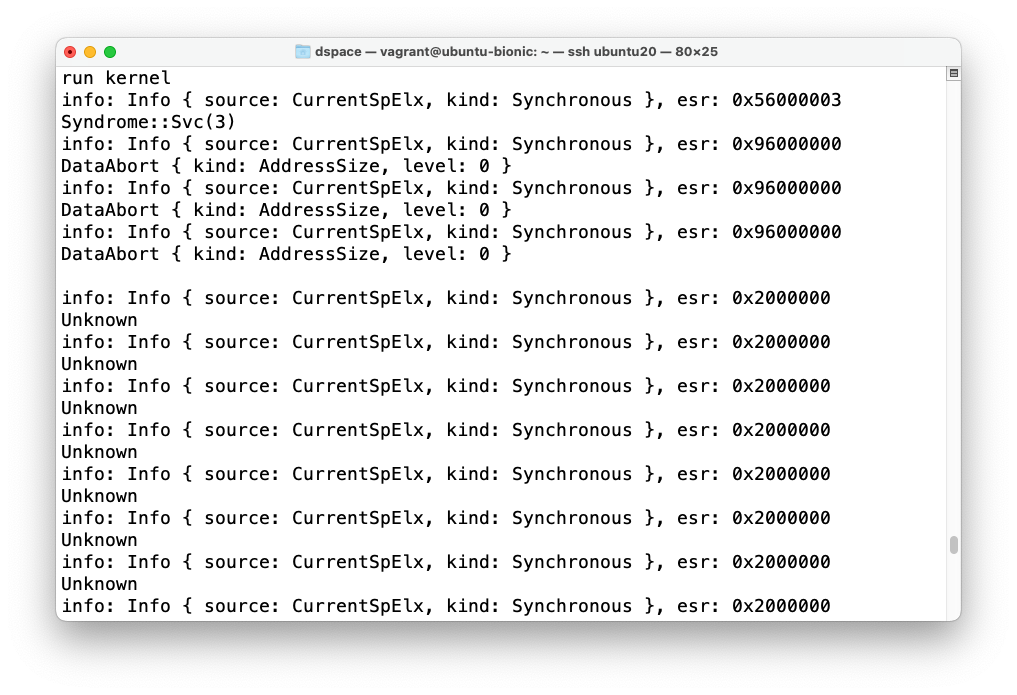 dspace — vagrant@ubuntu-bionic: ~ — ssh ubuntu20 — 80×25
run kernel
info: Info { source: CurrentSpElx, kind: Synchronous }, esr: 0x56000003
Syndrome::Svc(3)
info: Info { source: CurrentSpElx, kind: Synchronous }, esr: 0x96000000
DataAbort { kind: AddressSize, level: 0 }
info: Info { source: CurrentSpElx, kind: Synchronous }, esr: 0x96000000
DataAbort { kind: AddressSize, level: 0 }
info: Info { source: CurrentSpElx, kind: Synchronous }, esr: 0x96000000
DataAbort { kind: AddressSize, level: 0 }
info: Info { source: CurrentSpElx, kind: Synchronous }, esr: 0x2000000
Unknown
info: Info { source: CurrentSpElx, kind: Synchronous }, esr: 0x2000000
Unknown
info: Info { source: CurrentSpElx, kind: Synchronous }, esr: 0x2000000
Unknown
info: Info { source: CurrentSpElx, kind: Synchronous }, esr: 0x2000000
Unknown
info: Info { source: CurrentSpElx, kind: Synchronous }, esr: 0x2000000
Unknown
info: Info { source: CurrentSpElx, kind: Synchronous }, esr: 0x2000000
Unknown
info: Info { source: CurrentSpElx, kind: Synchronous }, esr: 0x2000000
Unknown
info: Info { source: CurrentSpElx, kind: Synchronous }, esr: 0x2000000